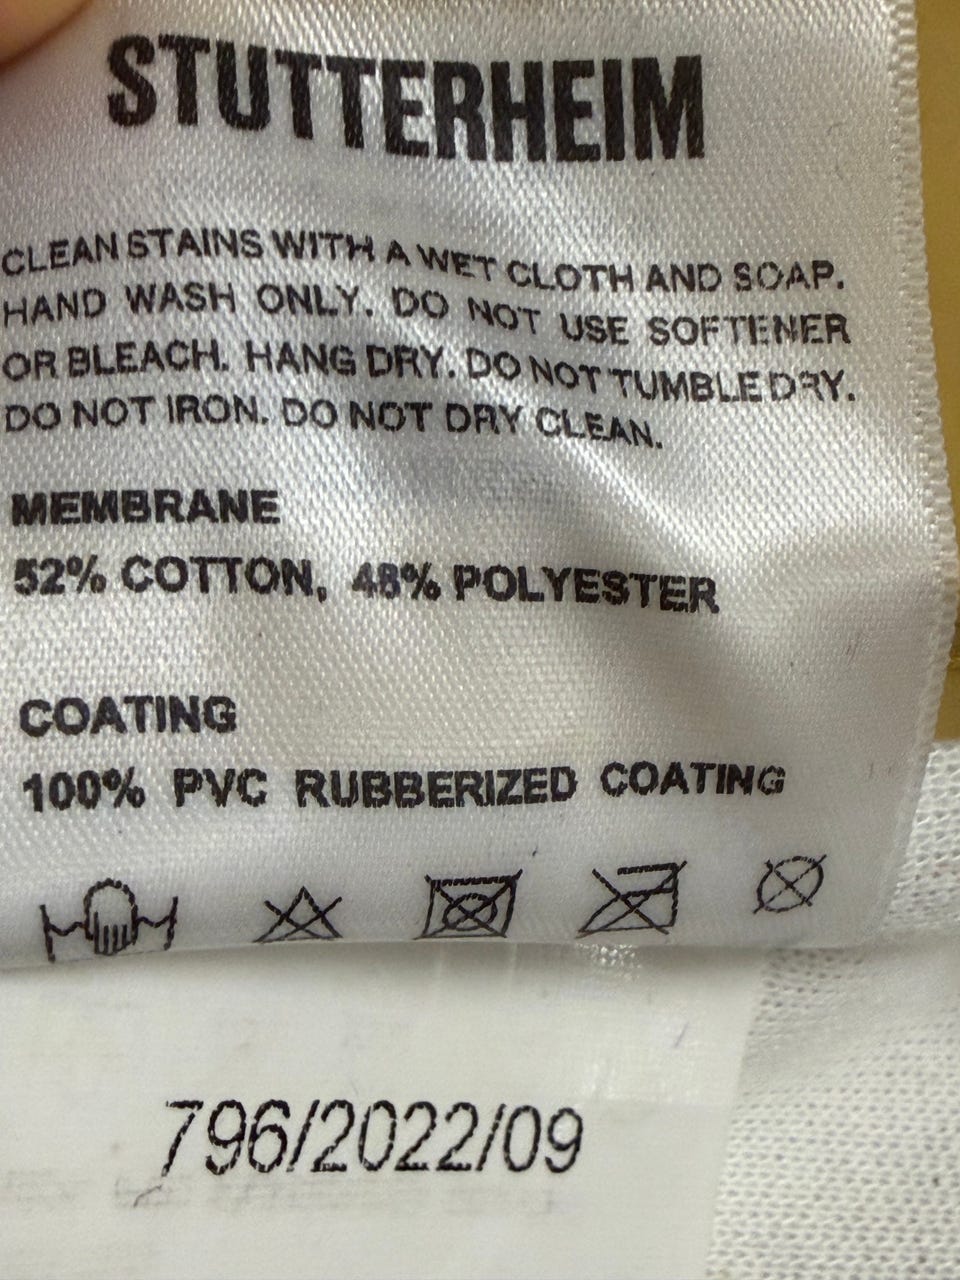 STUTTERHEIM
CLEAN STAINS WITH A WET CLOTH AND SOAP.
HAND WASH ONLY. DO NOT USE SOFTENER
OR BLEACH. HANG DRY. DO NOT TUMBLE DRY.
DO NOT IRON. DO NOT DRY CLEAN.
MEMBRANE
52% COTTON, 48% POLYESTER
COATING
100% PVC RUBBERIZED COATING
796/2022/09